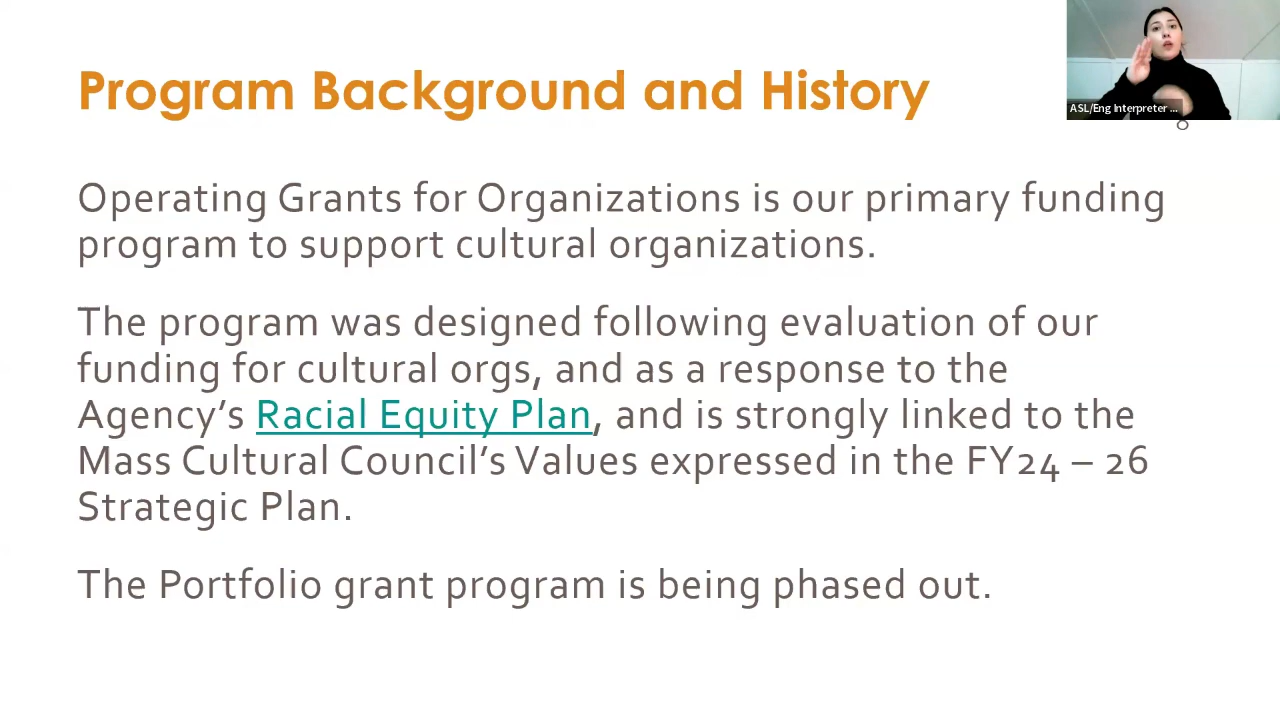 Program Background and History
ASL/Eng Interpreter ...
Operating Grants for Organizations is our primary funding
program to support cultural organizations.
The program was designed following evaluation of our
funding for cultural orgs, and as a response to the
Agency’s Racial Equity Plan, and is strongly linked to the
Mass Cultural Council’s Values expressed in the FY24 – 26
Strategic Plan.
The Portfolio grant program is being phased out.